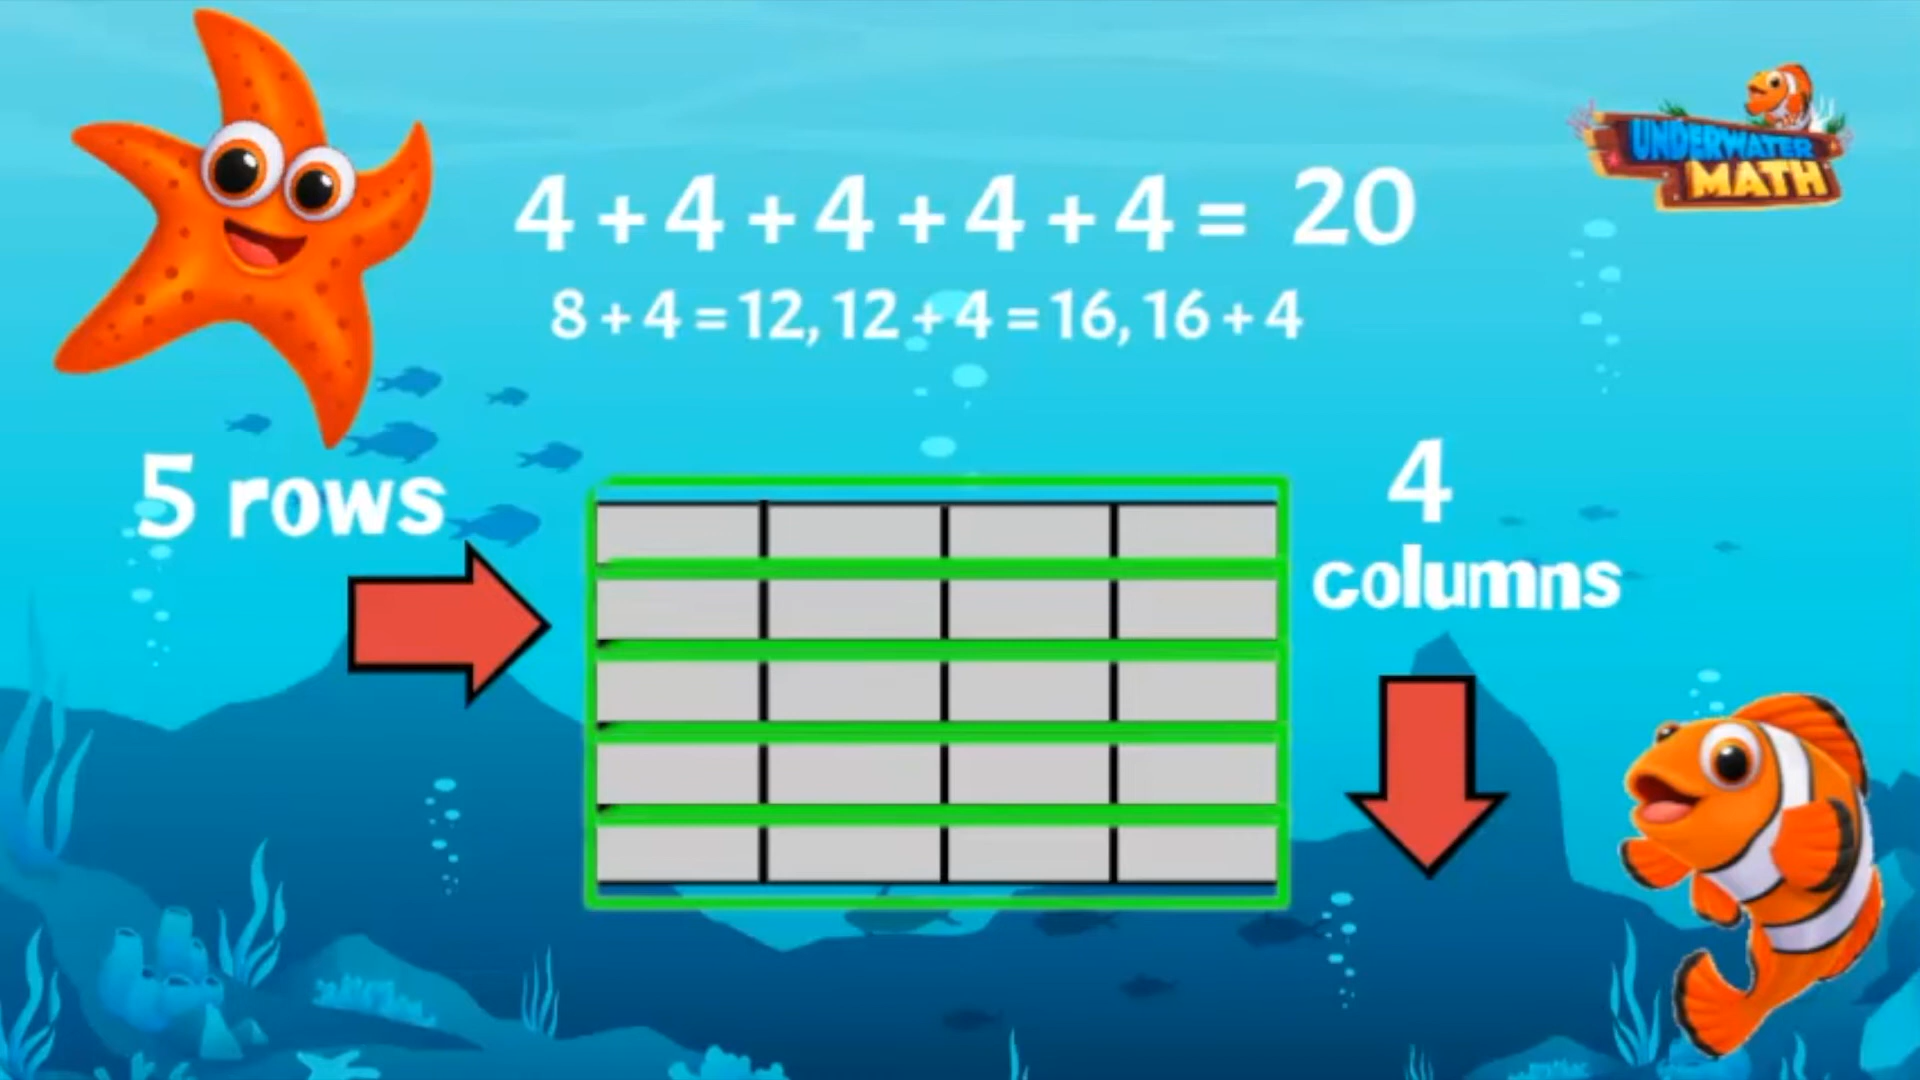 UNDERWATER
MATH
4 + 4 + 4 + 4 + 4 = 20
8 + 4 = 12, 12 + 4 = 16, 16 + 4
5 rows
4
columns